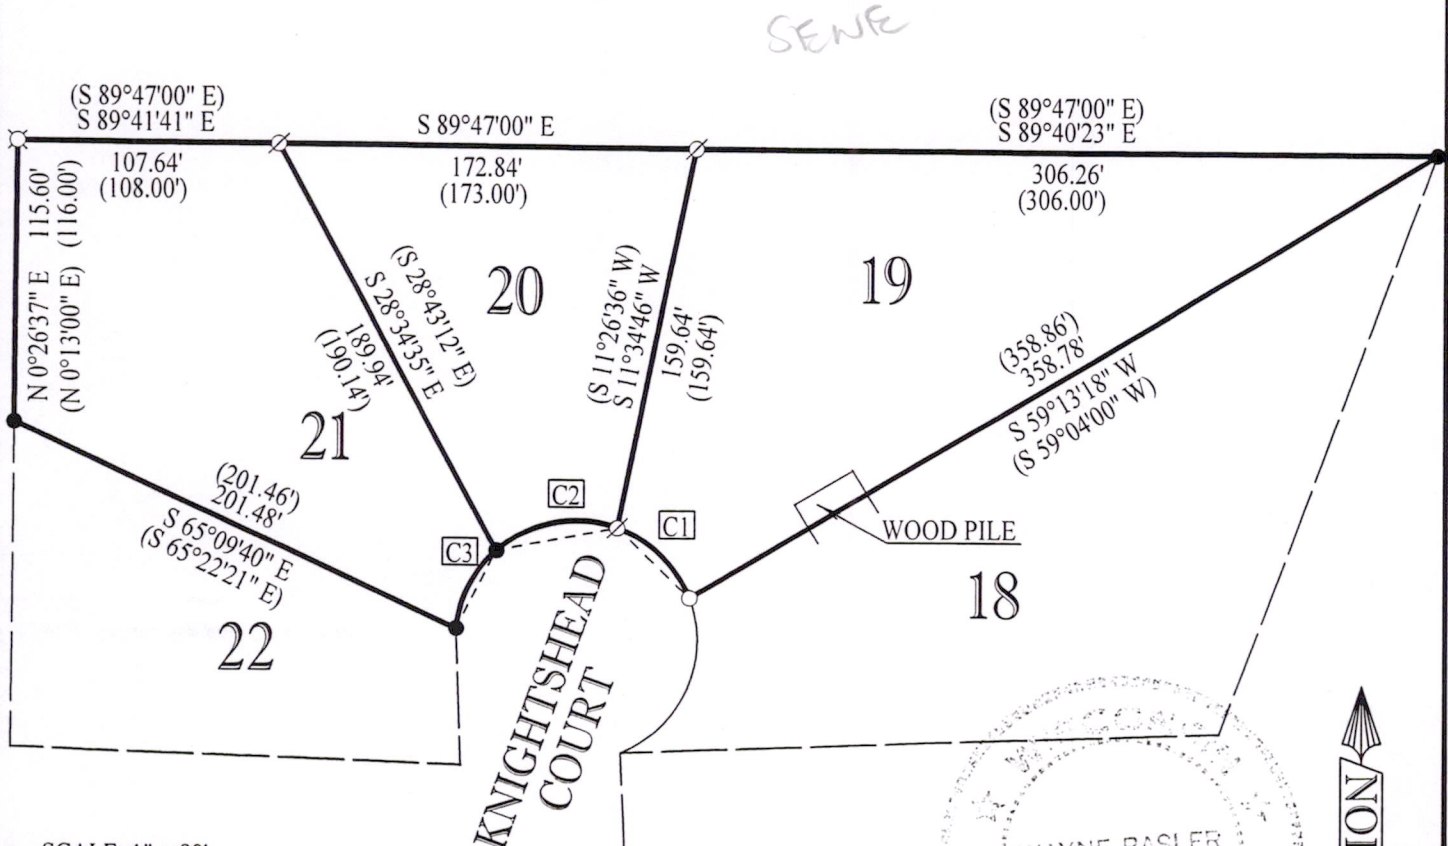 SENE
(S 89°47'00" E)
S 89°41'41" E
107.64'
(108.00')
S 89°47'00" E
172.84'
(173.00')
(S 89°47'00" E)
S 89°40'23" E
306.26'
(306.00')
N 0°26'37" E 115.60'
(N 0°13'00" E) (116.00')
(S 28°43'12" E)
S 28°34'35" E
189.94'
(190.14')
20
(S 11°26'36" W)
S 11°34'46" W
159.64'
(159.64')
19
(358.86')
358.78'
S 59°13'18" W
(S 59°04'00" W)
21
(201.46')
201.48'
S 65°09'40" E
(S 65°22'21" E)
C2
C1
C3
WOOD PILE
18
22
KNIGHTSHEAD
COURT
BASLER